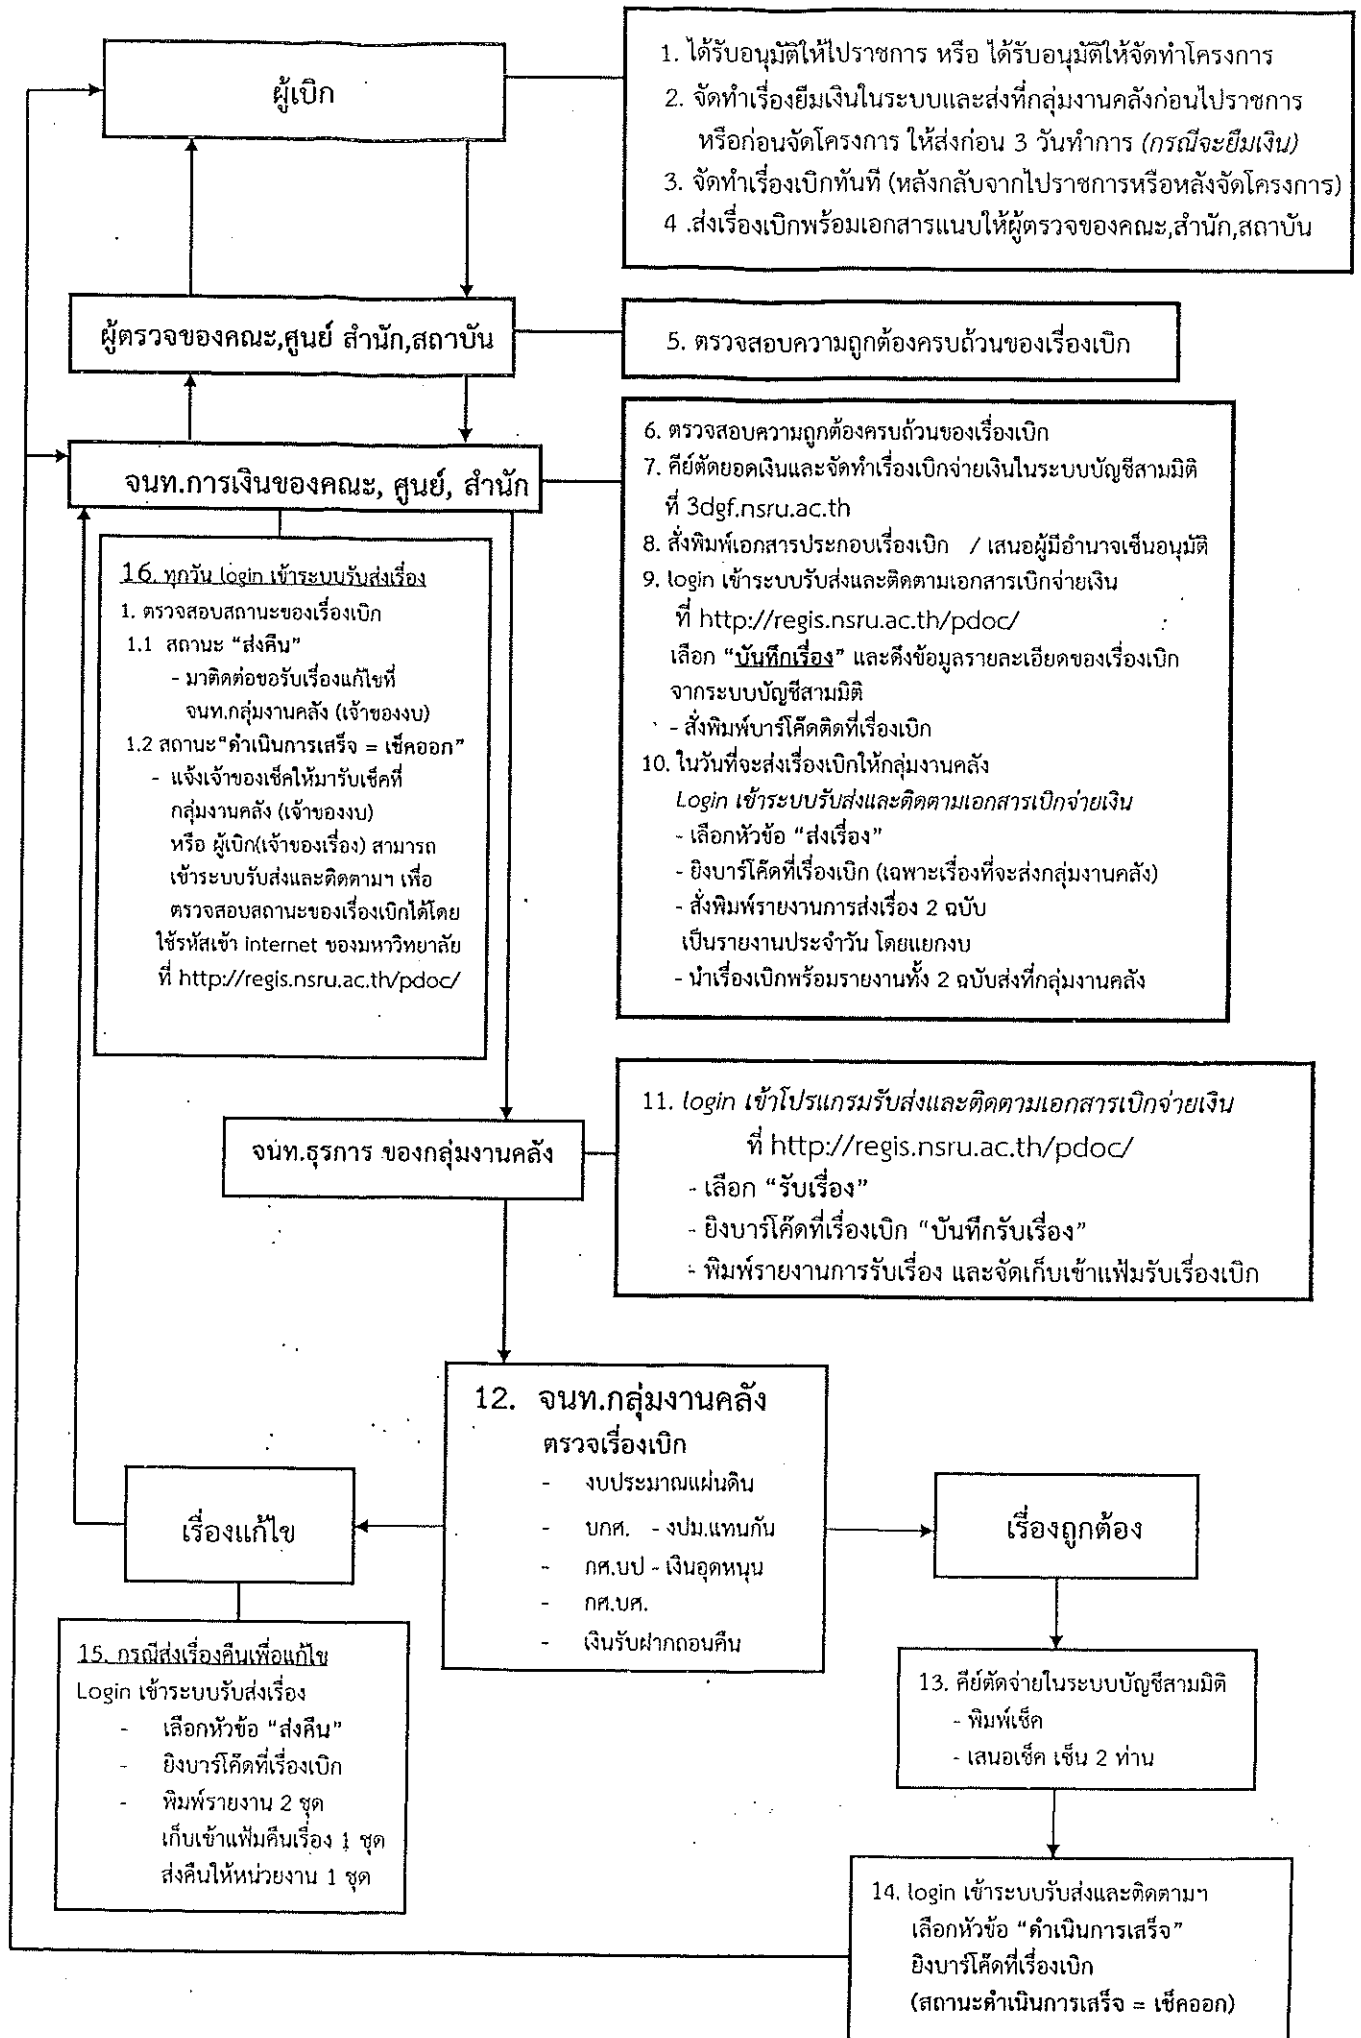 ผู้เบิก
1. ได้รับอนุมัติให้ไปราชการ หรือ ได้รับอนุมัติให้จัดทำโครงการ
2. จัดทำเรื่องยืมเงินในระบบและส่งที่กลุ่มงานคลังก่อนไปราชการ
หรือก่อนจัดโครงการ ให้ส่งก่อน 3 วันทำการ (กรณีจะยืมเงิน)
3. จัดทำเรื่องเบิกทันที (หลังกลับจากไปราชการหรือหลังจัดโครงการ)
4 .ส่งเรื่องเบิกพร้อมเอกสารแนบให้ผู้ตรวจของคณะ,สำนัก,สถาบัน
ผู้ตรวจของคณะ,ศูนย์ สำนัก,สถาบัน
5. ตรวจสอบความถูกต้องครบถ้วนของเรื่องเบิก
จนท.การเงินของคณะ, ศูนย์, สำนัก
6. ตรวจสอบความถูกต้องครบถ้วนของเรื่องเบิก
7. คีย์ตัดยอดเงินและจัดทำเรื่องเบิกจ่ายเงินในระบบบัญชีสามมิติ
ที่ 3dgf.nsru.ac.th
8. สั่งพิมพ์เอกสารประกอบเรื่องเบิก / เสนอผู้มีอำนาจเซ็นอนุมัติ
9. login เข้าระบบรับส่งและติดตามเอกสารเบิกจ่ายเงิน
ที่ http://regis.nsru.ac.th/pdoc/
เลือก “บันทึกเรื่อง” และดึงข้อมูลรายละเอียดของเรื่องเบิก
จากระบบบัญชีสามมิติ
- สั่งพิมพ์บาร์โค๊ดติดที่เรื่องเบิก
10. ในวันที่จะส่งเรื่องเบิกให้กลุ่มงานคลัง
Login เข้าระบบรับส่งและติดตามเอกสารเบิกจ่ายเงิน
- เลือกหัวข้อ “ส่งเรื่อง”
- ยิงบาร์โค๊ดที่เรื่องเบิก (เฉพาะเรื่องที่จะส่งกลุ่มงานคลัง)
- สั่งพิมพ์รายงานการส่งเรื่อง 2 ฉบับ
เป็นรายงานประจำวัน โดยแยกงบ
- นำเรื่องเบิกพร้อมรายงานทั้ง 2 ฉบับส่งที่กลุ่มงานคลัง
16. ทุกวัน login เข้าระบบรับส่งเรื่อง
1. ตรวจสอบสถานะของเรื่องเบิก
1.1 สถานะ “ส่งคืน”
- มาติดต่อขอรับเรื่องแก้ไขที่
จนท.กลุ่มงานคลัง (เจ้าของงบ)
1.2 สถานะ“ดำเนินการเสร็จ = เช็คออก”
- แจ้งเจ้าของเช็คให้มารับเช็คที่
กลุ่มงานคลัง (เจ้าของงบ)
หรือ ผู้เบิก(เจ้าของเรื่อง) สามารถ
เข้าระบบรับส่งและติดตามฯ เพื่อ
ตรวจสอบสถานะของเรื่องเบิกได้โดย
ใช้รหัสเข้า internet ของมหาวิทยาลัย
ที่ http://regis.nsru.ac.th/pdoc/
จนท.ธุรการ ของกลุ่มงานคลัง
11. login เข้าโปรแกรมรับส่งและติดตามเอกสารเบิกจ่ายเงิน
ที่ http://regis.nsru.ac.th/pdoc/
- เลือก “รับเรื่อง”
- ยิงบาร์โค๊ดที่เรื่องเบิก “บันทึกรับเรื่อง”
- พิมพ์รายงานการรับเรื่อง และจัดเก็บเข้าแฟ้มรับเรื่องเบิก
12. จนท.กลุ่มงานคลัง
ตรวจเรื่องเบิก
- งบประมาณแผ่นดิน
- บกศ. - งปม.แทนกัน
- กศ.บป - เงินอุดหนุน
- กศ.บศ.
- เงินรับฝากถอนคืน
เรื่องแก้ไข
เรื่องถูกต้อง
15. กรณีส่งเรื่องคืนเพื่อแก้ไข
Login เข้าระบบรับส่งเรื่อง
- เลือกหัวข้อ “ส่งคืน”
- ยิงบาร์โค๊ดที่เรื่องเบิก
- พิมพ์รายงาน 2 ชุด
เก็บเข้าแฟ้มคืนเรื่อง 1 ชุด
ส่งคืนให้หน่วยงาน 1 ชุด
13. คีย์ตัดจ่ายในระบบบัญชีสามมิติ
- พิมพ์เช็ค
- เสนอเช็ค เซ็น 2 ท่าน
14. login เข้าระบบรับส่งและติดตามฯ
เลือกหัวข้อ “ดำเนินการเสร็จ”
ยิงบาร์โค๊ดที่เรื่องเบิก
(สถานะดำเนินการเสร็จ = เช็คออก)